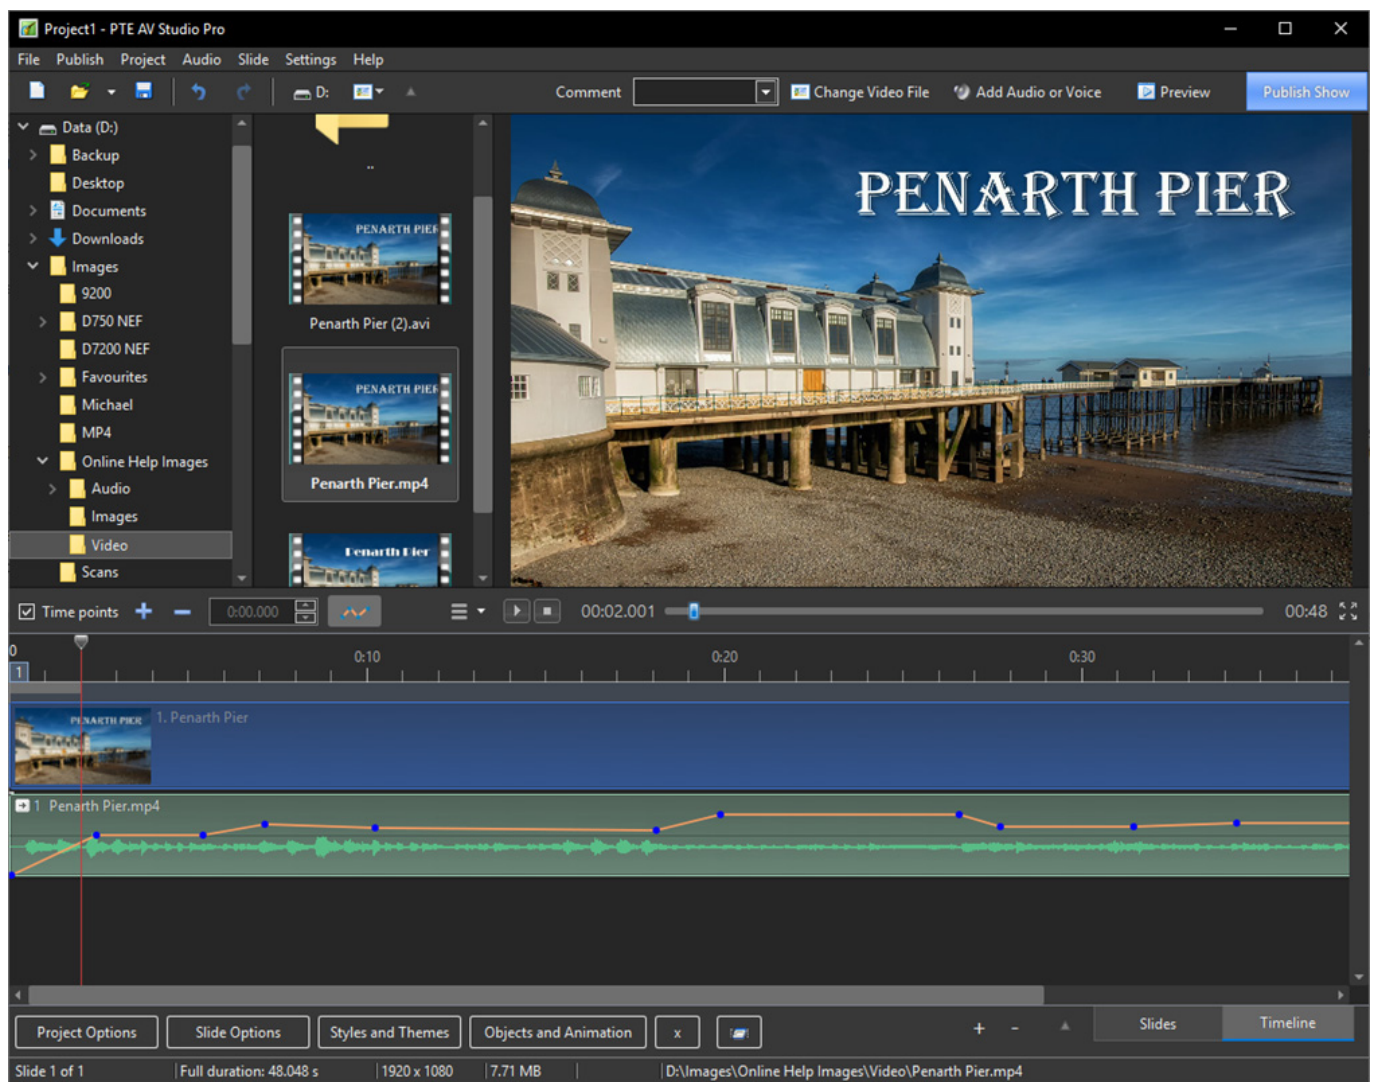 Project1 - PTE AV Studio Pro
File Publish Project Audio Slide Settings Help
D: Comment Change Video File Add Audio or Voice Preview Publish Show
Data (D:)
Backup
Desktop
Documents
Downloads
Images
9200
D750 NEF
D7200 NEF
Favourites
Michael
MP4
Online Help Images
Audio
Images
Video
Scans
..
PENARTH PIER
Penarth Pier (2).avi
PENARTH PIER
Penarth Pier.mp4
Penarth Pier
PENARTH PIER
Time points 0:00.000 00:02.001 00:48
0 0:10 0:20 0:30
1
PENARTH PIER 1. Penarth Pier
1 Penarth Pier.mp4
Project Options Slide Options Styles and Themes Objects and Animation x + - Slides Timeline
Slide 1 of 1 Full duration: 48.048 s 1920 x 1080 7.71 MB D:\Images\Online Help Images\Video\Penarth Pier.mp4